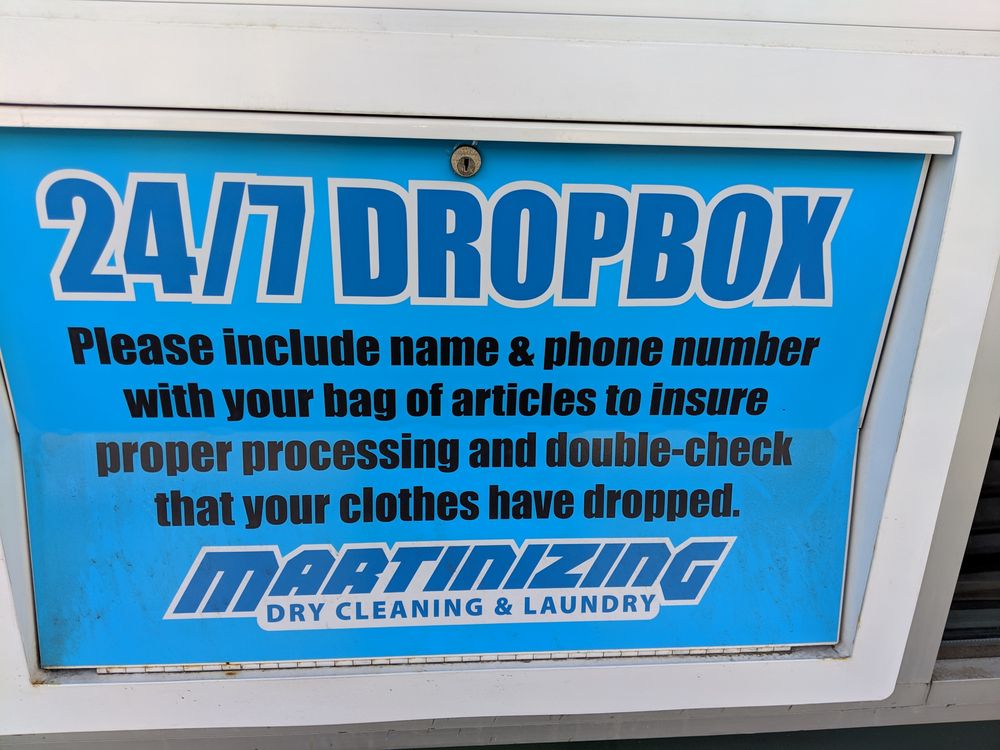 24/7 DROPBOX
Please include name & phone number
with your bag of articles to insure
proper processing and double-check
that your clothes have dropped.
MARTINIZING
DRY CLEANING & LAUNDRY